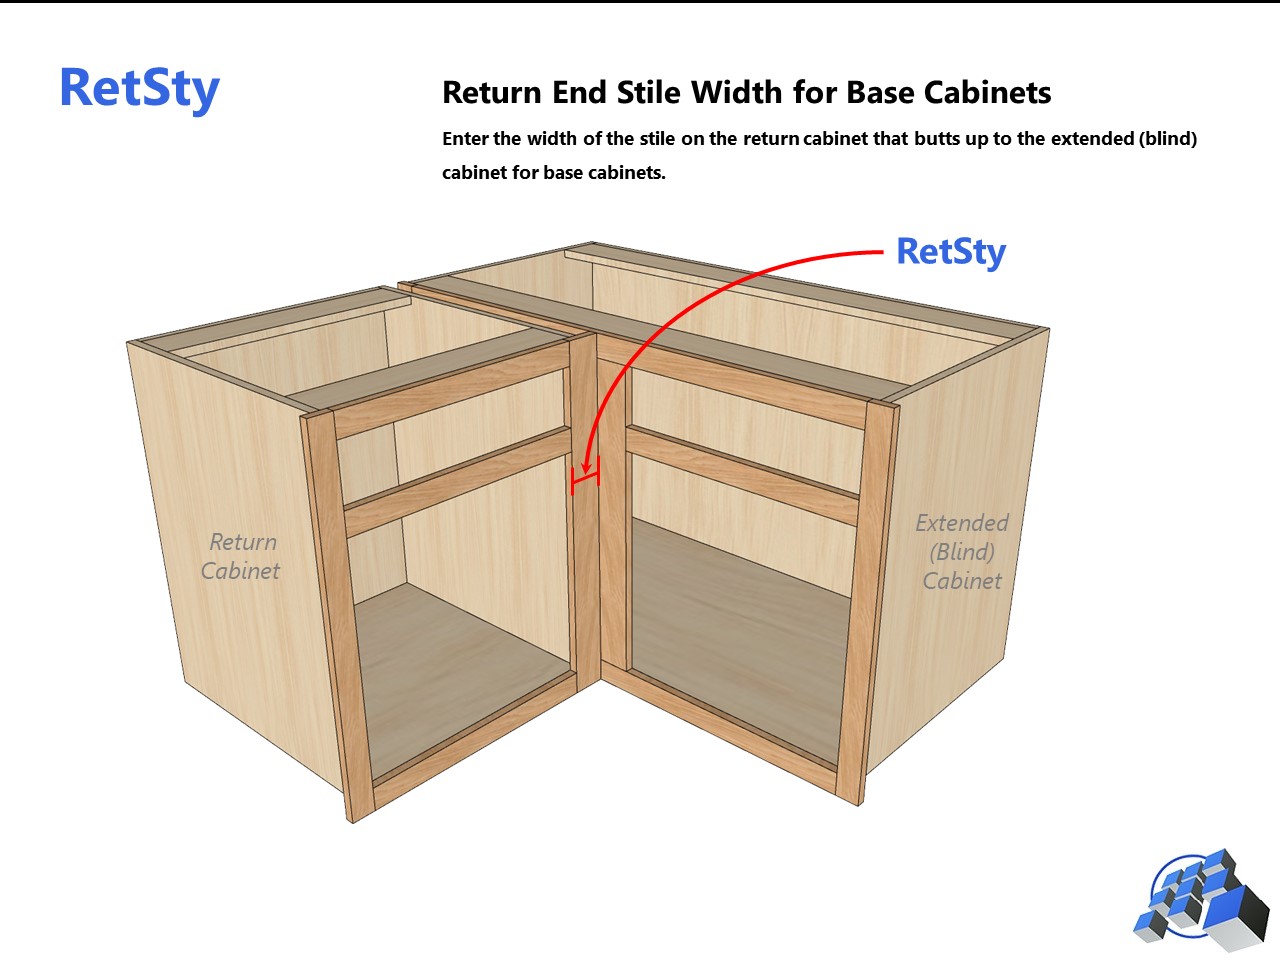 RetSty
Return End Stile Width for Base Cabinets
Enter the width of the stile on the return cabinet that butts up to the extended (blind)
cabinet for base cabinets.
RetSty
Return
Cabinet
Extended
(Blind)
Cabinet